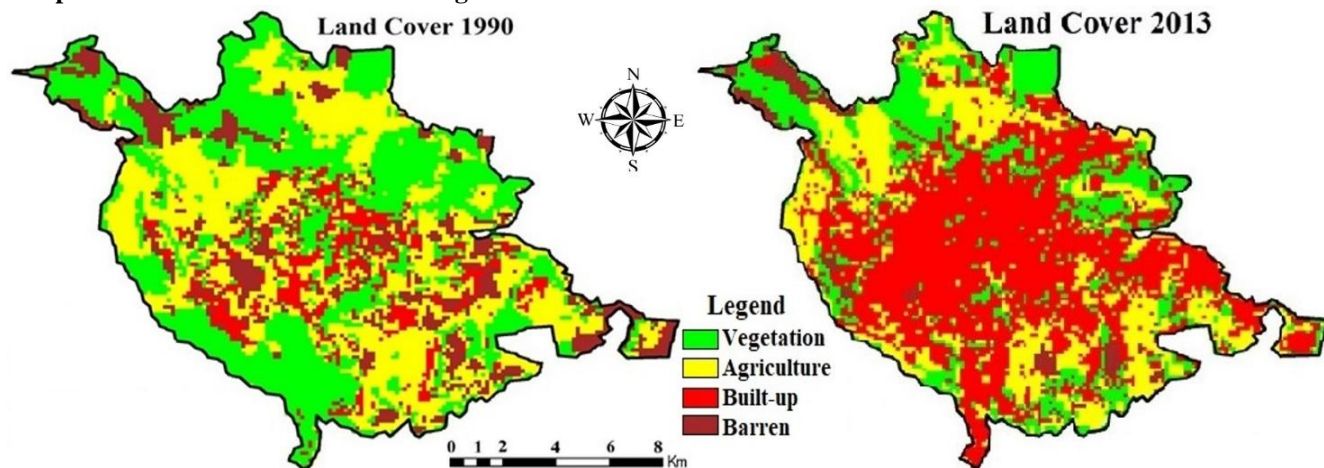 Land Cover 1990
Land Cover 2013
N
W E
S
Legend
Vegetation
Agriculture
Built-up
Barren
0 1 2 4 6 8
Km